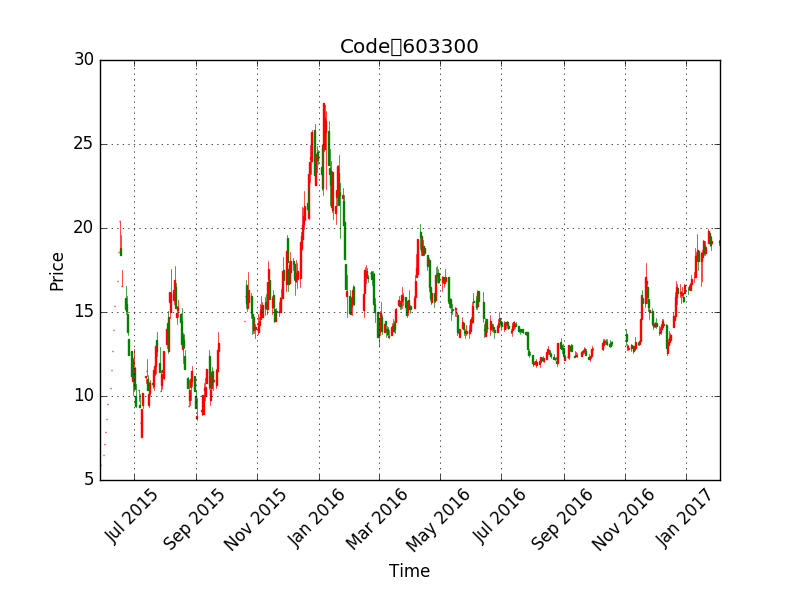 Code▯603300
30
25
20
15
10
5
Price
Jul 2015
Sep 2015
Nov 2015
Jan 2016
Mar 2016
May 2016
Jul 2016
Sep 2016
Nov 2016
Jan 2017
Time